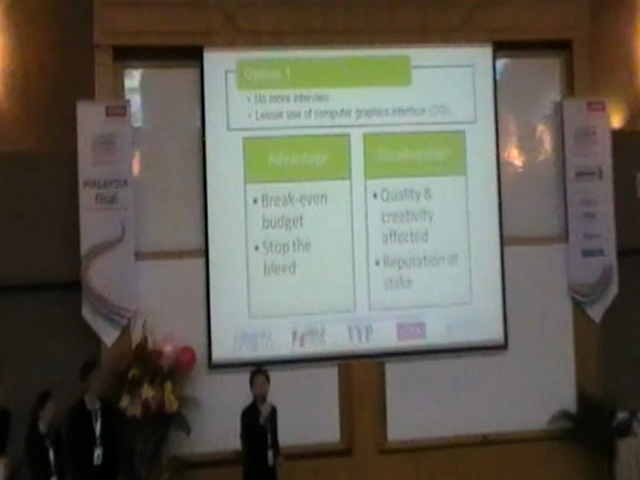 Option 1
• No more interview
• Lesser use of computer graphics interface (CGI).
Advantage
• Break-even
budget
• Stop the
bleed
Disadvantage
• Quality &
creativity
affected
• Reputation at
stake
MALAYSIA
final
YYP